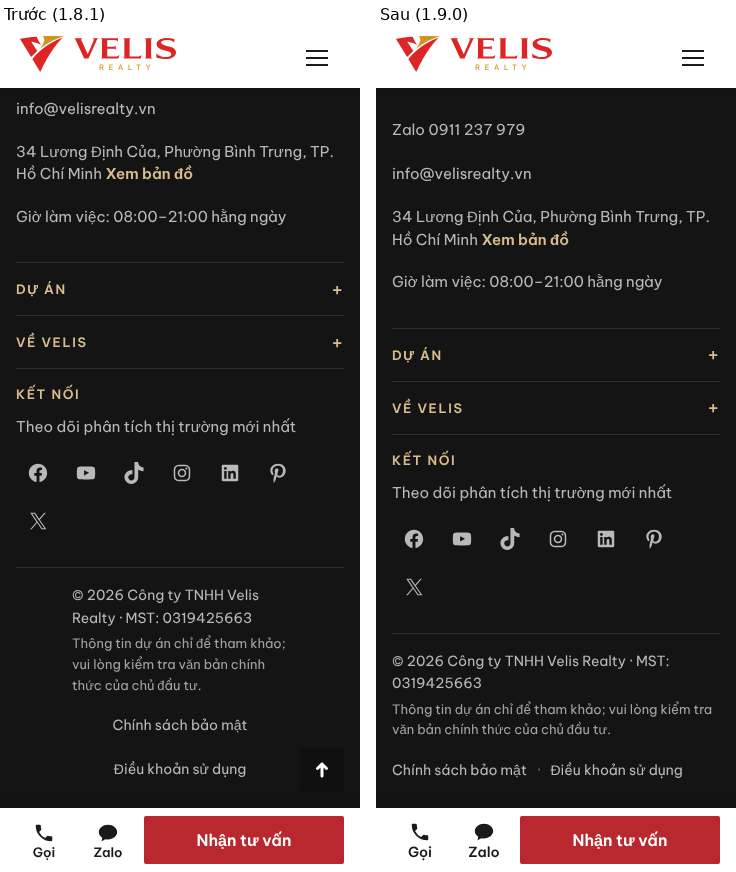 Trước (1.8.1)
VELIS
REALTY
info@velisrealty.vn
34 Lương Định Của, Phường Bình Trưng, TP.
Hồ Chí Minh Xem bản đồ
Giờ làm việc: 08:00–21:00 hằng ngày
DỰ ÁN +
VỀ VELIS +
KẾT NỐI
Theo dõi phân tích thị trường mới nhất
© 2026 Công ty TNHH Velis
Realty · MST: 0319425663
Thông tin dự án chỉ để tham khảo;
vui lòng kiểm tra văn bản chính
thức của chủ đầu tư.
Chính sách bảo mật
Điều khoản sử dụng
Gọi
Zalo
Nhận tư vấn
Sau (1.9.0)
VELIS
REALTY
Zalo 0911 237 979
info@velisrealty.vn
34 Lương Định Của, Phường Bình Trưng, TP.
Hồ Chí Minh Xem bản đồ
Giờ làm việc: 08:00–21:00 hằng ngày
DỰ ÁN +
VỀ VELIS +
KẾT NỐI
Theo dõi phân tích thị trường mới nhất
© 2026 Công ty TNHH Velis Realty · MST:
0319425663
Thông tin dự án chỉ để tham khảo; vui lòng kiểm tra
văn bản chính thức của chủ đầu tư.
Chính sách bảo mật · Điều khoản sử dụng
Gọi
Zalo
Nhận tư vấn